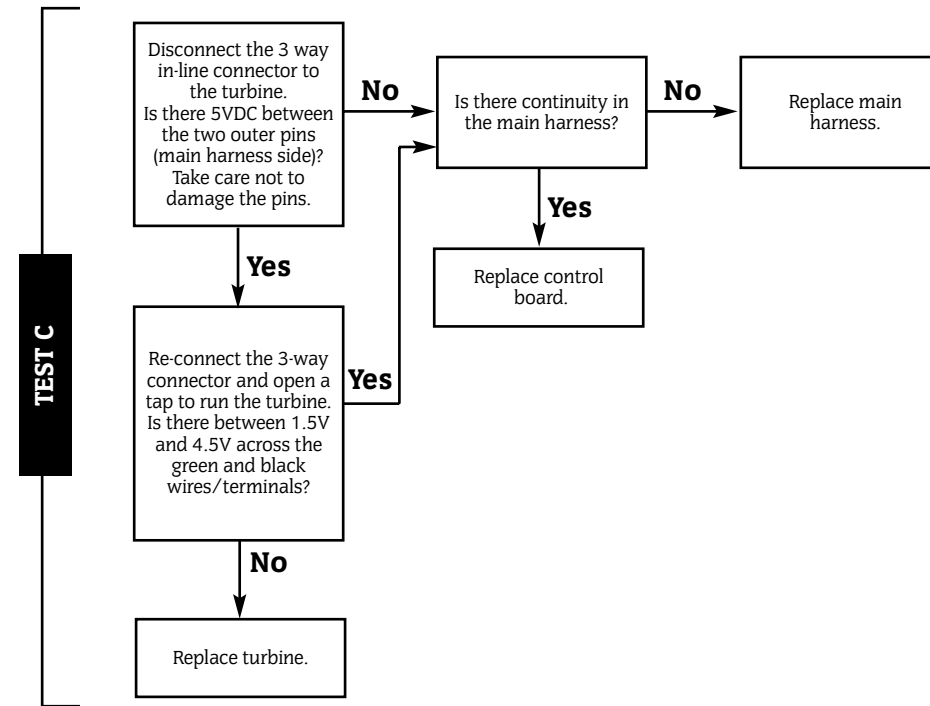 TEST C
Disconnect the 3 way
in-line connector to
the turbine.
Is there 5VDC between
the two outer pins
(main harness side)?
Take care not to
damage the pins.
No
Is there continuity in
the main harness?
No
Replace main
harness.
Yes
Replace control
board.
Yes
Re-connect the 3-way
connector and open a
tap to run the turbine.
Is there between 1.5V
and 4.5V across the
green and black
wires/terminals?
Yes
No
Replace turbine.